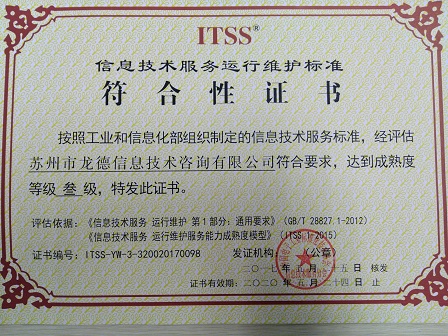 ITSS®
信息技术服务运行维护标准
符合性证书
按照工业和信息化部组织制定的信息技术服务标准，经评估
苏州市龙德信息技术咨询有限公司符合要求，达到成熟度
等级 叁 级，特发此证书。
评估依据：《信息技术服务 运行维护 第1部分：通用要求》（GB/T 28827.1-2012）
《信息技术服务 运行维护服务能力成熟度模型》（ITSS.1-2015）
证书编号：ITSS-YW-3-320020170098 发证机构： （公章）
二〇一七年 五月 二十五日 核发
证书有效期：二〇二〇年 五月 二十四日 止